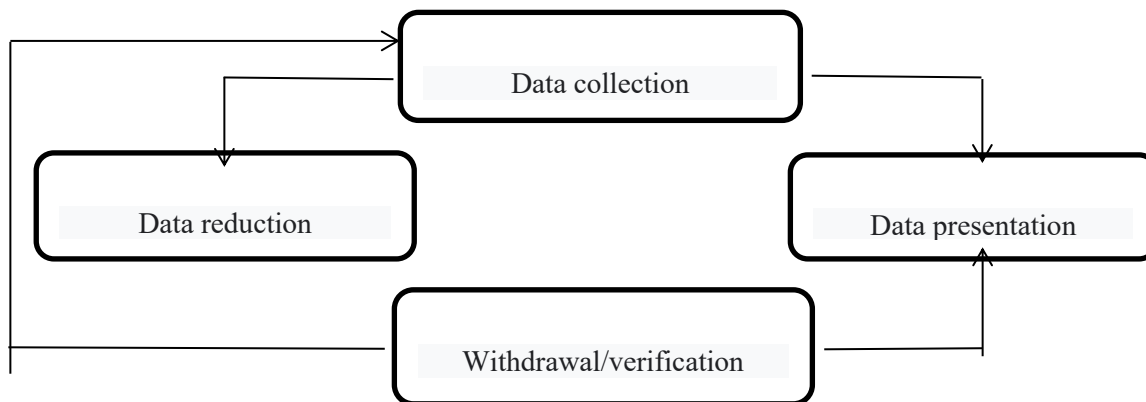 Data collection
Data reduction
Data presentation
Withdrawal/verification